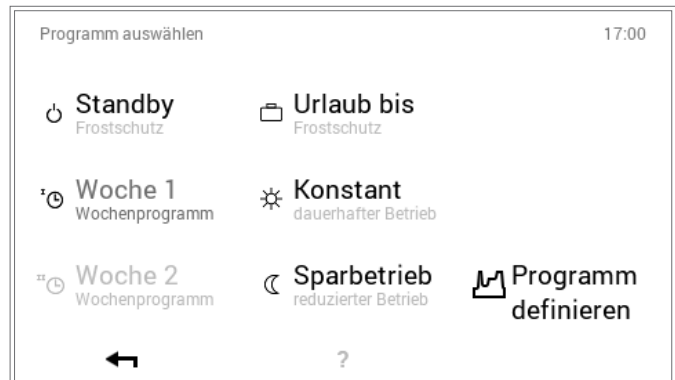 Programm auswählen 17:00
Standby Urlaub bis
Frostschutz Frostschutz
Woche 1 Konstant
Wochenprogramm dauerhafter Betrieb
Woche 2 Sparbetrieb Programm
Wochenprogramm reduzierter Betrieb definieren
?